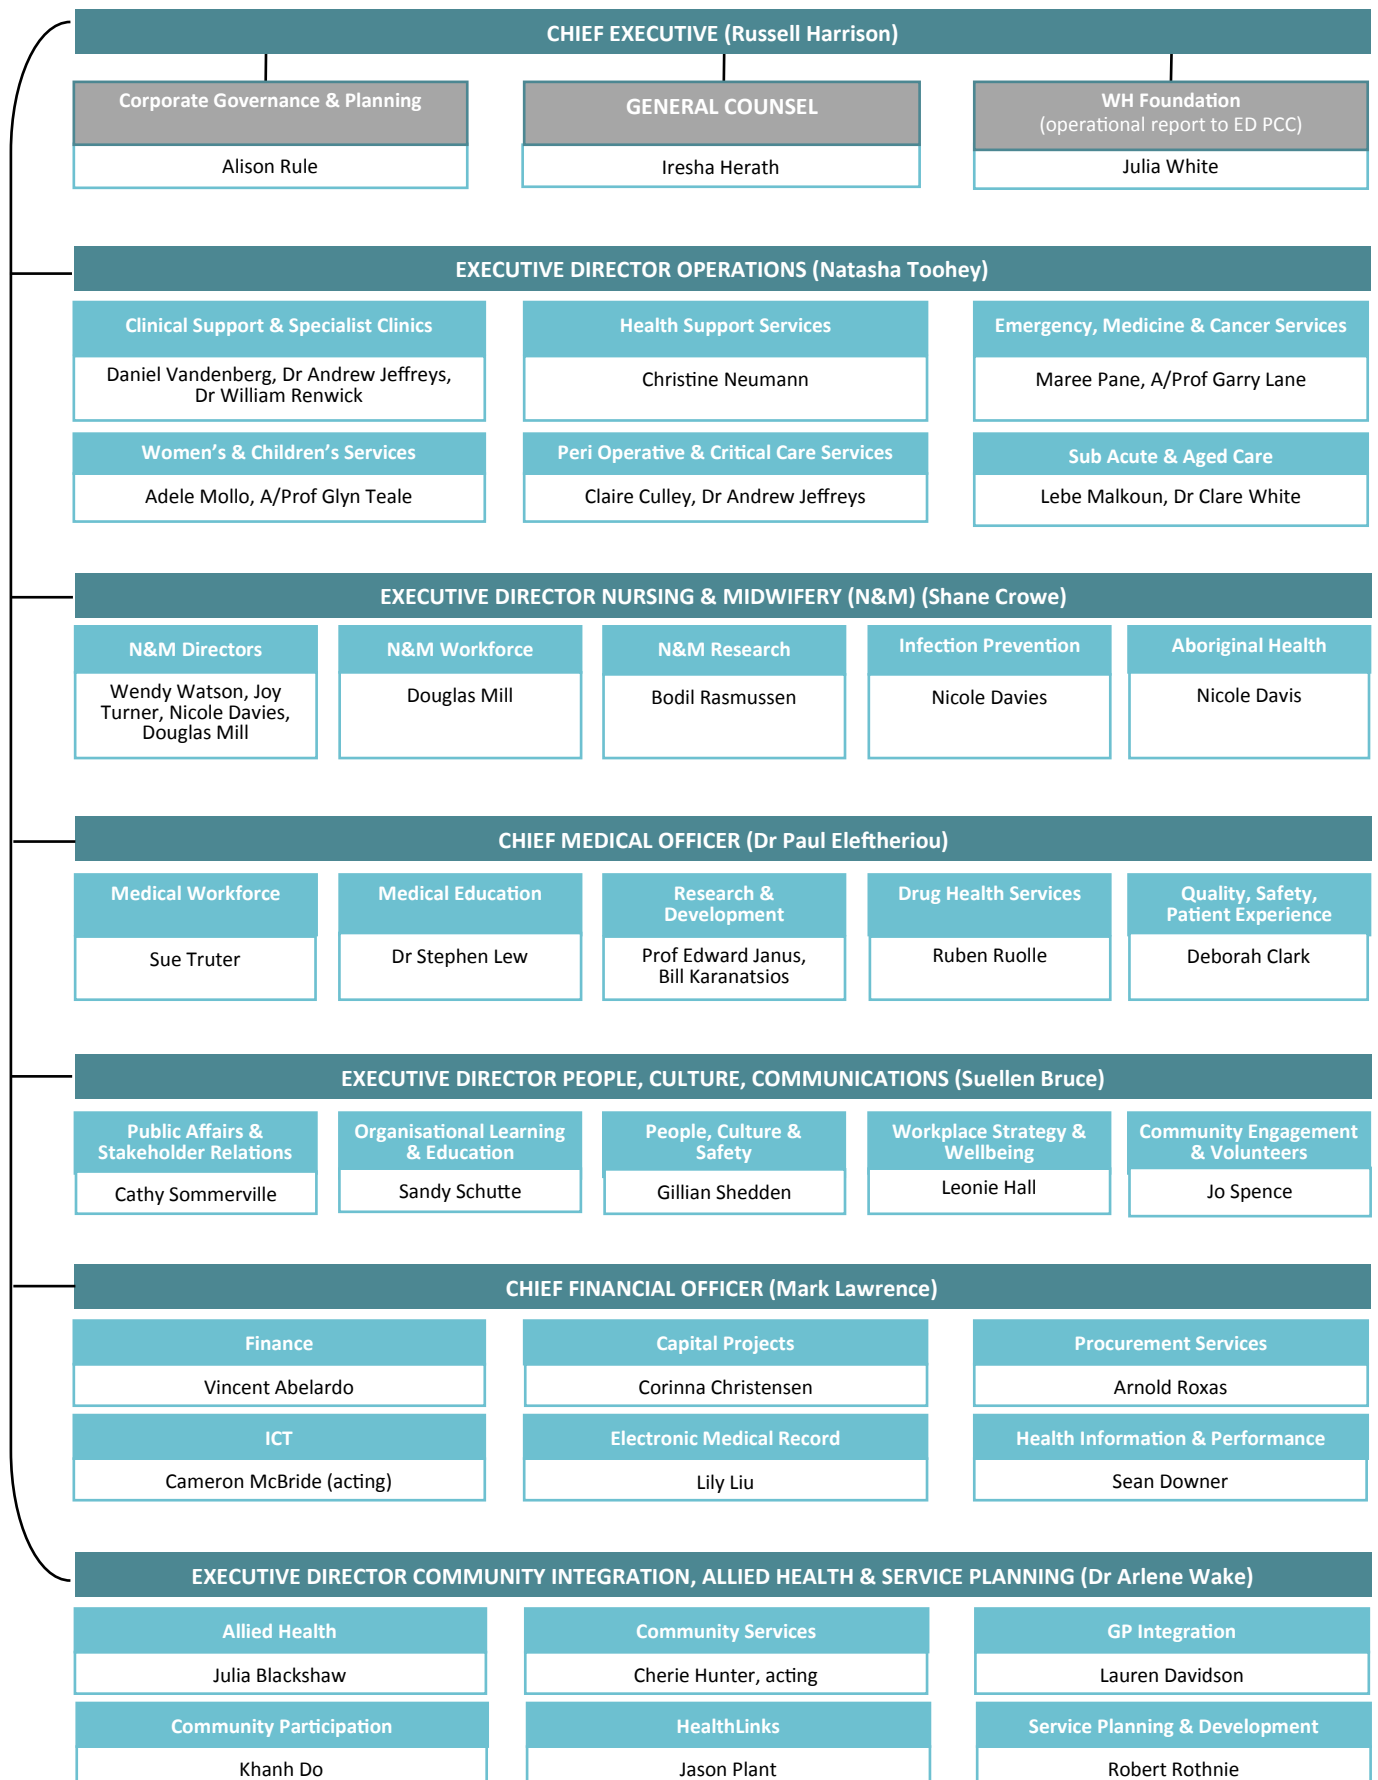 CHIEF EXECUTIVE (Russell Harrison)
Corporate Governance & Planning
Alison Rule
GENERAL COUNSEL
Iresha Herath
WH Foundation
(operational report to ED PCC)
Julia White
EXECUTIVE DIRECTOR OPERATIONS (Natasha Toohey)
Clinical Support & Specialist Clinics
Daniel Vandenberg, Dr Andrew Jeffreys,
Dr William Renwick
Health Support Services
Christine Neumann
Emergency, Medicine & Cancer Services
Maree Pane, A/Prof Garry Lane
Women's & Children's Services
Adele Mollo, A/Prof Glyn Teale
Peri Operative & Critical Care Services
Claire Culley, Dr Andrew Jeffreys
Sub Acute & Aged Care
Lebe Malkoun, Dr Clare White
EXECUTIVE DIRECTOR NURSING & MIDWIFERY (N&M) (Shane Crowe)
N&M Directors
Wendy Watson, Joy
Turner, Nicole Davies,
Douglas Mill
N&M Workforce
Douglas Mill
N&M Research
Bodil Rasmussen
Infection Prevention
Nicole Davies
Aboriginal Health
Nicole Davis
CHIEF MEDICAL OFFICER (Dr Paul Eleftheriou)
Medical Workforce
Sue Truter
Medical Education
Dr Stephen Lew
Research &
Development
Prof Edward Janus,
Bill Karanatsios
Drug Health Services
Ruben Ruolle
Quality, Safety,
Patient Experience
Deborah Clark
EXECUTIVE DIRECTOR PEOPLE, CULTURE, COMMUNICATIONS (Suellen Bruce)
Public Affairs &
Stakeholder Relations
Cathy Sommerville
Organisational Learning
& Education
Sandy Schutte
People, Culture &
Safety
Gillian Shedden
Workplace Strategy &
Wellbeing
Leonie Hall
Community Engagement
& Volunteers
Jo Spence
CHIEF FINANCIAL OFFICER (Mark Lawrence)
Finance
Vincent Abelardo
Capital Projects
Corinna Christensen
Procurement Services
Arnold Roxas
ICT
Cameron McBride (acting)
Electronic Medical Record
Lily Liu
Health Information & Performance
Sean Downer
EXECUTIVE DIRECTOR COMMUNITY INTEGRATION, ALLIED HEALTH & SERVICE PLANNING (Dr Arlene Wake)
Allied Health
Julia Blackshaw
Community Services
Cherie Hunter, acting
GP Integration
Lauren Davidson
Community Participation
Khanh Do
HealthLinks
Jason Plant
Service Planning & Development
Robert Rothnie